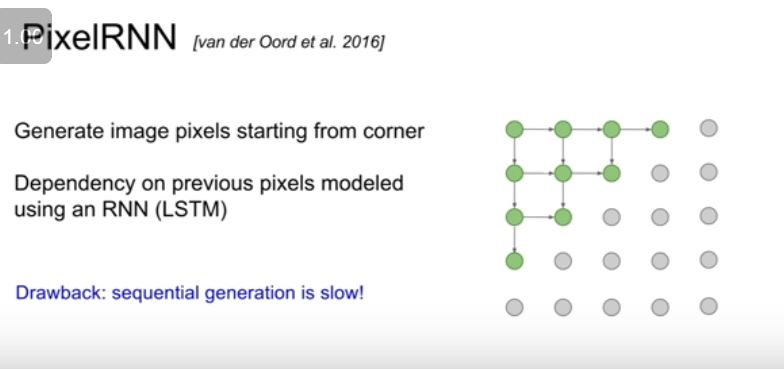 1.00
PixelRNN [van der Oord et al. 2016]
Generate image pixels starting from corner
Dependency on previous pixels modeled
using an RNN (LSTM)
Drawback: sequential generation is slow!